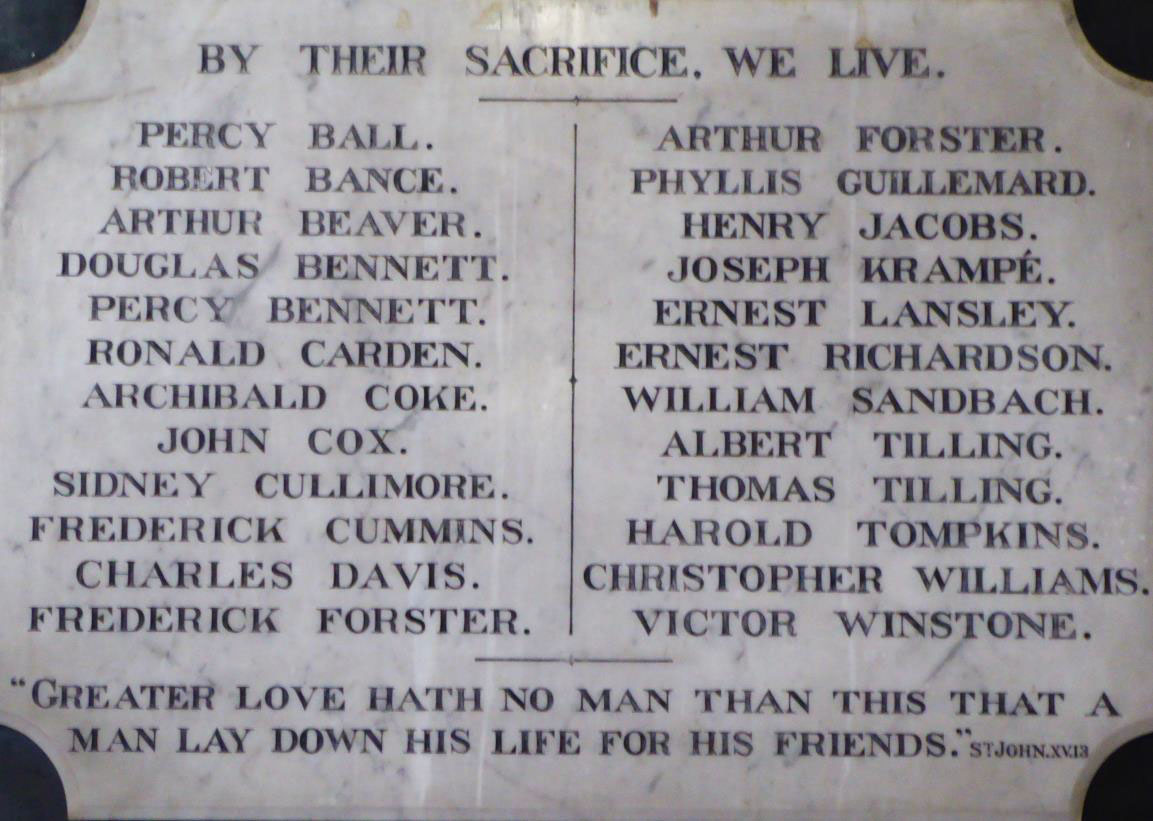 BY THEIR SACRIFICE, WE LIVE.
PERCY BALL.
ROBERT BANCE.
ARTHUR BEAVER.
DOUGLAS BENNETT.
PERCY BENNETT.
RONALD CARDEN.
ARCHIBALD COKE.
JOHN COX.
SIDNEY CULLIMORE.
FREDERICK CUMMINS.
CHARLES DAVIS.
FREDERICK FORSTER.
ARTHUR FORSTER.
PHYLLIS GUILLEMARD.
HENRY JACOBS.
JOSEPH KRAMPÉ.
ERNEST LANSLEY.
ERNEST RICHARDSON.
WILLIAM SANDBACH.
ALBERT TILLING.
THOMAS TILLING.
HAROLD TOMPKINS.
CHRISTOPHER WILLIAMS.
VICTOR WINSTONE.
"GREATER LOVE HATH NO MAN THAN THIS THAT A
MAN LAY DOWN HIS LIFE FOR HIS FRIENDS." ST JOHN.XV.13